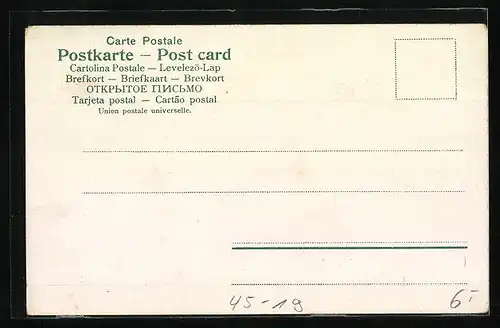 Carte Postale
Postkarte – Post card
Cartolina Postale – Levelező-Lap
Brefkort – Briefkaart – Brevkort
ОТКРЫТОЕ ПИСЬМО
Tarjeta postal – Cartão postal
Union postale universelle.
45-19 6.-